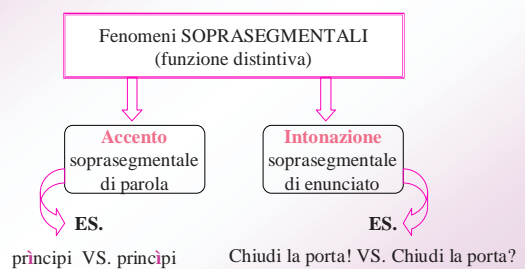 Fenomeni SOPRASEGMENTALI
(funzione distintiva)
Accento
soprasegmentale
di parola
Intonazione
soprasegmentale
di enunciato
ES.
prìncipi VS. princìpi
ES.
Chiudi la porta! VS. Chiudi la porta?